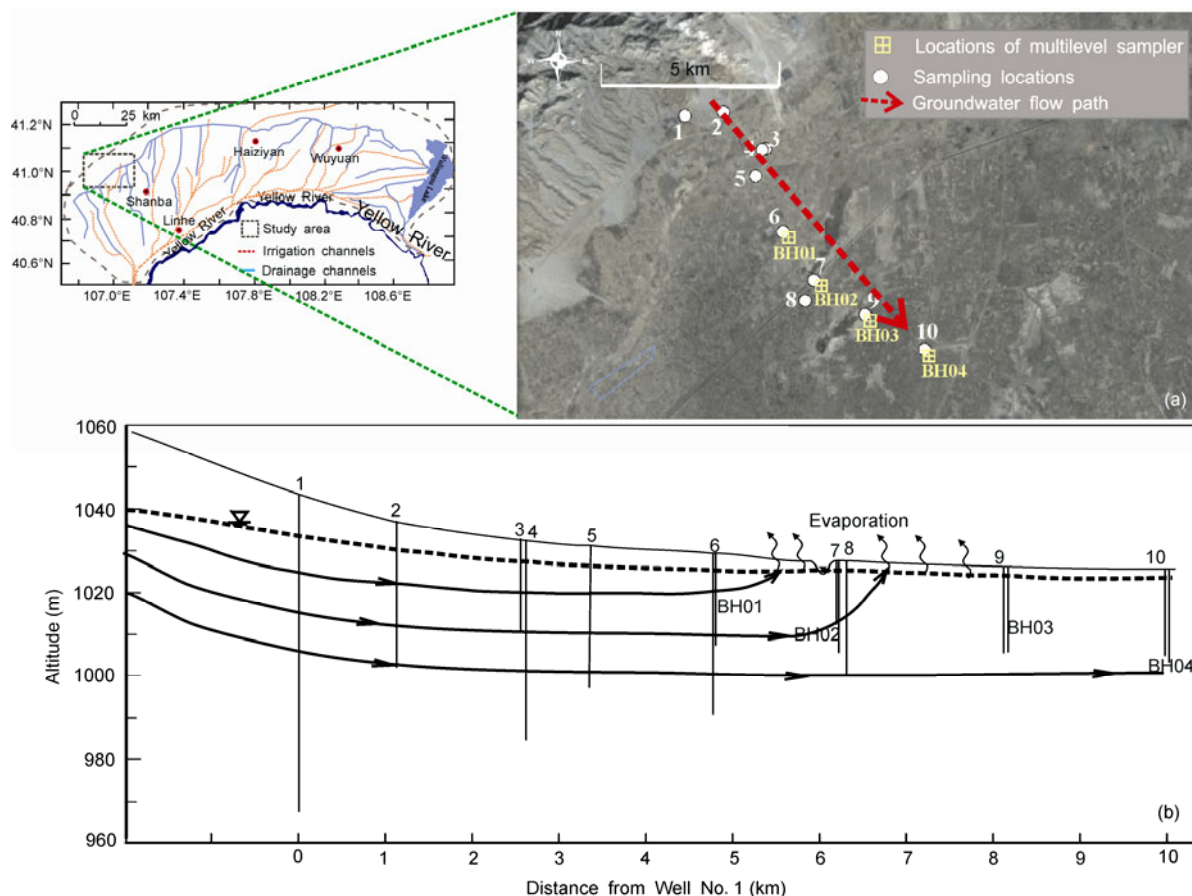 0 25 km
41.2°N
41.0°N
40.8°N
40.6°N
107.0°E 107.4°E 107.8°E 108.2°E 108.6°E
Haiziyan
Wuyuan
Shanba
Linhe
Yellow River
Yellow River
Yellow River
Study area
Irrigation channels
Drainage channels
N
W E
S
5 km
Locations of multilevel sampler
Sampling locations
Groundwater flow path
1
2
3
4
5
6
BH01
7
8
BH02
9
BH03
10
BH04
(a)
1060
1040
1020
1000
980
960
Altitude (m)
1
2
3 4
5
6
7 8
9
10
Evaporation
BH01
BH02
BH03
BH04
(b)
0 1 2 3 4 5 6 7 8 9 10
Distance from Well No. 1 (km)